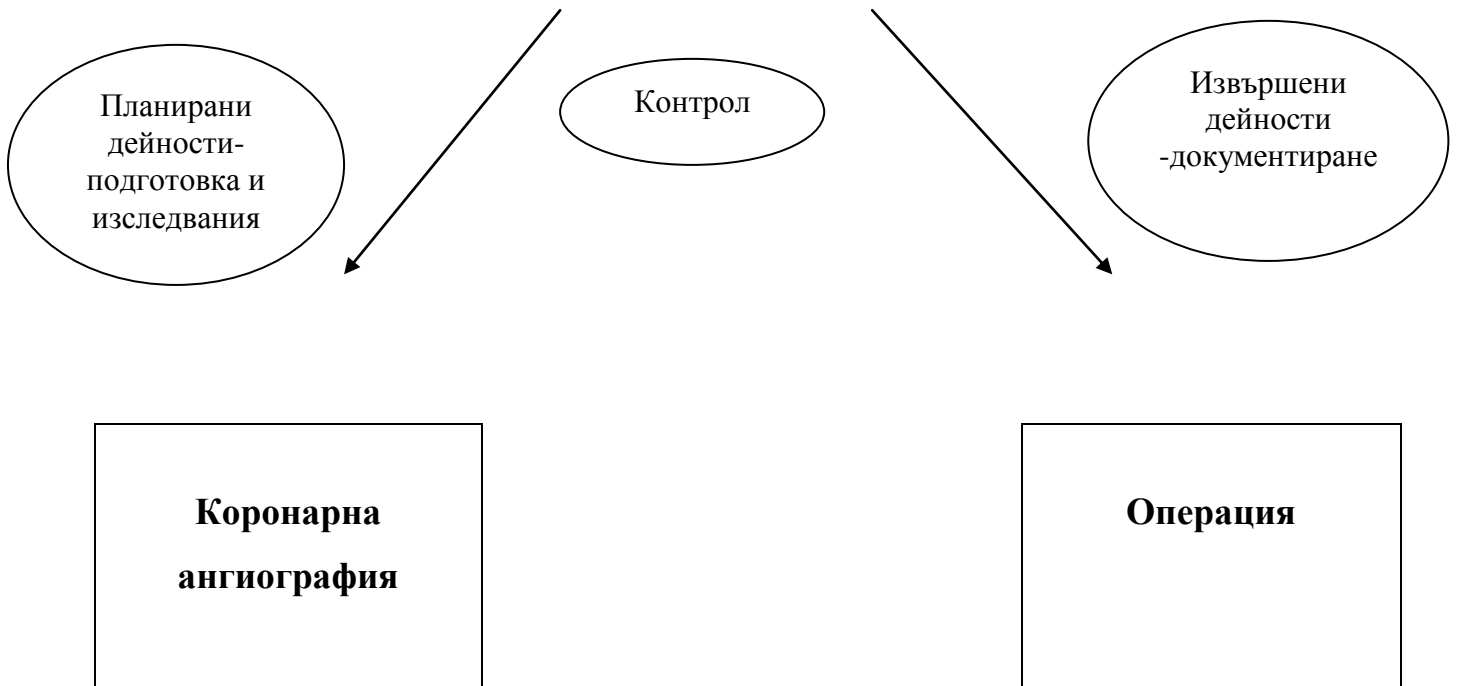 Планирани
дейности-
подготовка и
изследвания
Контрол
Извършени
дейности
-документиране
Коронарна
ангиография
Операция